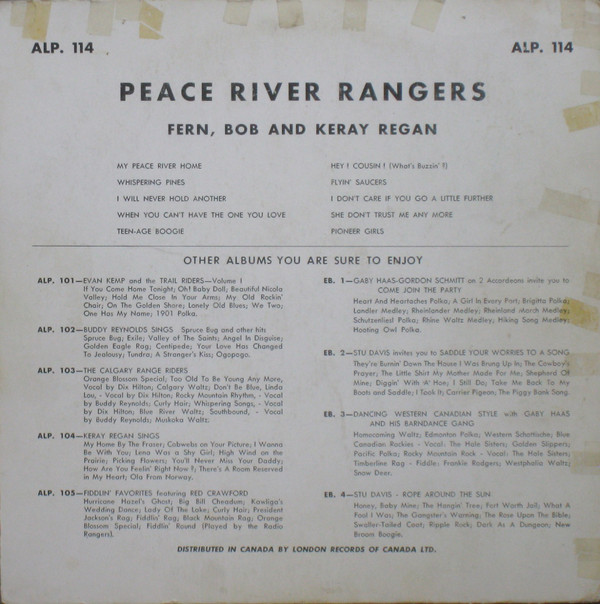 ALP. 114 ALP. 114
PEACE RIVER RANGERS
FERN, BOB AND KERAY REGAN
MY PEACE RIVER HOME
WHISPERING PINES
I WILL NEVER HOLD ANOTHER
WHEN YOU CAN'T HAVE THE ONE YOU LOVE
TEEN-AGE BOOGIE
HEY! COUSIN! (What's Buzzin'?)
FLYIN' SAUCERS
I DON'T CARE IF YOU GO A LITTLE FURTHER
SHE DON'T TRUST ME ANY MORE
PIONEER GIRLS
OTHER ALBUMS YOU ARE SURE TO ENJOY
ALP. 101—EVAN KEMP and the TRAIL RIDERS—Volume 1
If You Come Home Tonight; Oh! Baby Doll; Beautiful Nicola
Valley; Hold Me Close In Your Arms; My Old Rockin'
Chair; On The Golden Shore; Lonely Old Blues; We Two;
One Has My Name; 1901 Polka.
ALP. 102—BUDDY REYNOLDS SINGS Spruce Bug and other hits
Spruce Bug; Exile; Valley of The Saints; Angel In Disguise;
Golden Eagle Rag; Centipede; Your Love Has Changed
To Jealousy; Tundra; A Stranger's Kiss; Ogopogo.
ALP. 103—THE CALGARY RANGE RIDERS
Orange Blossom Special; Too Old To Be Young Any More,
Vocal by Dix Hilton; Calgary Waltz; Don't Be Blue, Linda
Lou, - Vocal by Dix Hilton; Rocky Mountain Rhythm, - Vocal
by Buddy Reynolds; Curly Hair; Whispering Songs, - Vocal
by Dix Hilton; Blue River Waltz; Southbound, - Vocal
by Buddy Reynolds; Muskoka Waltz.
ALP. 104—KERAY REGAN SINGS
My Home By The Fraser; Cobwebs on Your Picture; I Wanna
Be With You; Lena Was a Shy Girl; High Wind on the
Prairie; Picking Flowers; You'll Never Miss Your Daddy;
How Are You Feelin' Right Now?; There's A Room Reserved
in My Heart; Ola From Norway.
ALP. 105—FIDDLIN' FAVORITES featuring RED CRAWFORD
Hurricane Hazel's Ghost; Big Bill Cheadum; Kawliga's
Wedding Dance; Lady Of The Lake; Curly Hair; President
Jackson's Rag; Fiddlin' Rag; Black Mountain Rag; Orange
Blossom Special; Fiddlin' Round (Played by the Radio
Rangers).
EB. 1—GABY HAAS-GORDON SCHMITT on 2 Accordeons invite you to
COME JOIN THE PARTY
Heart And Heartaches Polka; A Girl In Every Port; Brigitta Polka;
Landler Medley; Rheinlander Medley; Rheinland March Medley;
Schutzenlied Polka; Rhine Waltz Medley; Hiking Song Medley;
Hooting Owl Polka.
EB. 2—STU DAVIS invites you to SADDLE YOUR WORRIES TO A SONG
They're Burnin' Down The House I Was Brung Up In; The Cowboy's
Prayer; The Little Shirt My Mother Made For Me; Shepherd Of
Mine; Diggin' With 'A' Hoe; I Still Do; Take Me Back To My
Boots and Saddle; I Took It; Carrier Pigeon; The Piggy Bank Song.
EB. 3—DANCING WESTERN CANADIAN STYLE with GABY HAAS
AND HIS BARNDANCE GANG
Homecoming Waltz; Edmonton Polka; Western Schottische; Blue
Canadian Rockies - Vocal: The Hole Sisters; Golden Slippers;
Pacific Polka; Rocky Mountain Rock - Vocal: The Hole Sisters;
Timberline Rag - Fiddle: Frankie Rodgers; Westphalia Waltz;
Snow Deer.
EB. 4—STU DAVIS - ROPE AROUND THE SUN
Honey, Baby Mine; The Hangin' Tree; Fort Worth Jail; What A
Fool I Was; The Gangster's Warning; The Rose Upon The Bible;
Swaller-Tailed Coat; Ripple Rock; Dark As A Dungeon; New
Broom Boogie.
DISTRIBUTED IN CANADA BY LONDON RECORDS OF CANADA LTD.